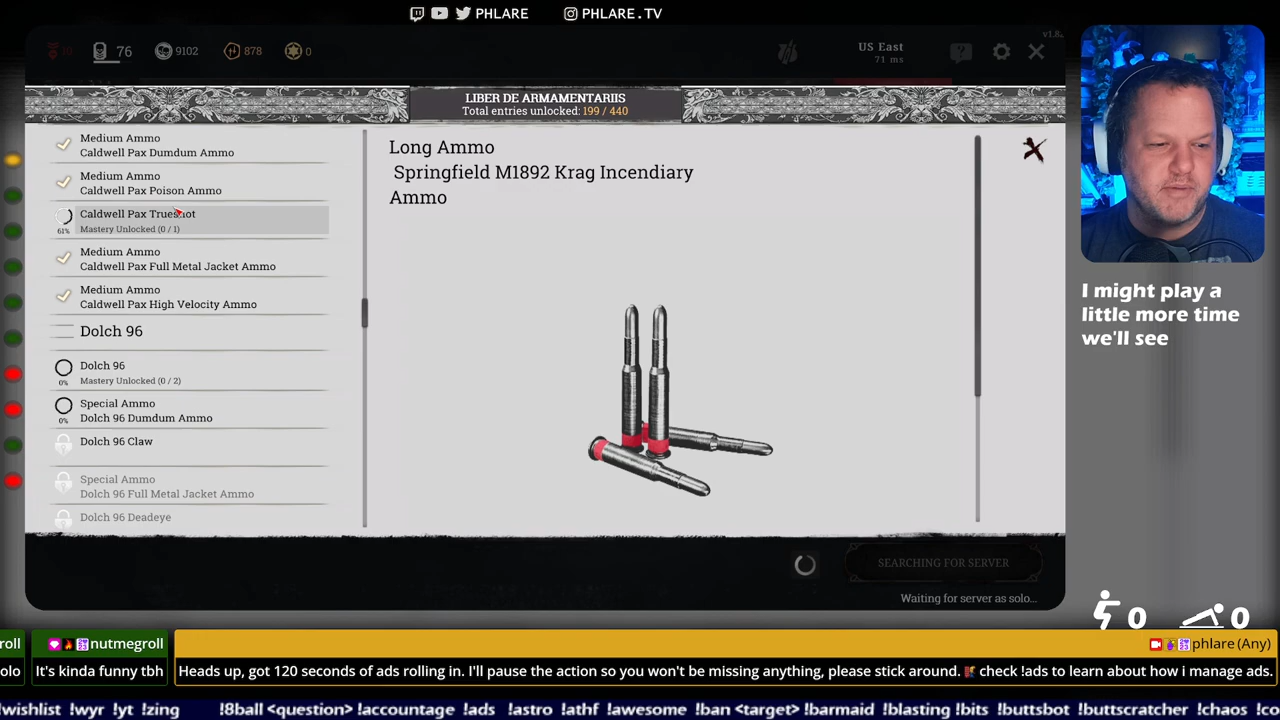 PHLARE
PHLARE.TV
76
9102
878
0
US East
71 ms
v1.8
LIBER DE ARMAMENTARIIS
Total entries unlocked: 199 / 440
Medium Ammo
Caldwell Pax Dumdum Ammo
Medium Ammo
Caldwell Pax Poison Ammo
Caldwell Pax Trueshot
Mastery Unlocked (0 / 1)
61%
Medium Ammo
Caldwell Pax Full Metal Jacket Ammo
Medium Ammo
Caldwell Pax High Velocity Ammo
Dolch 96
Dolch 96
Mastery Unlocked (0 / 2)
0%
Special Ammo
Dolch 96 Dumdum Ammo
0%
Dolch 96 Claw
Special Ammo
Dolch 96 Full Metal Jacket Ammo
Dolch 96 Deadeye
Long Ammo
Springfield M1892 Krag Incendiary
Ammo
SEARCHING FOR SERVER
Waiting for server as solo...
I might play a
little more time
we'll see
0
0
roll
nutmegroll
phlare (Any)
olo
It's kinda funny tbh
Heads up, got 120 seconds of ads rolling in. I'll pause the action so you won't be missing anything, please stick around. check !ads to learn about how i manage ads.
!wishlist !wyr !yt !zing !8ball <question> !accountage !ads !astro !athf !awesome !ban <target> !barmaid !blasting !bits !buttsbot !buttscratcher !chaos !co